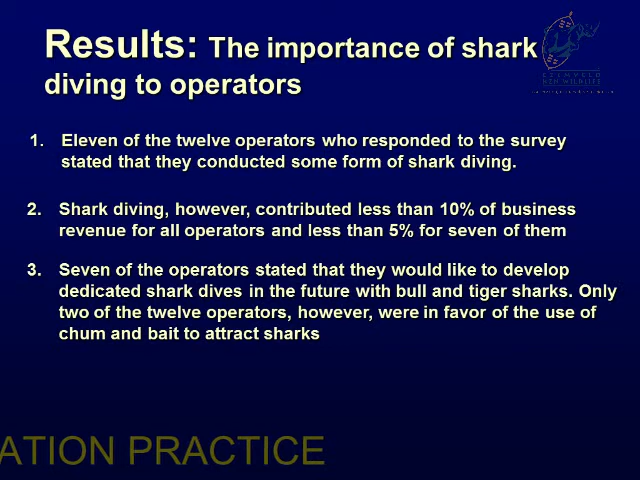 Results: The importance of shark
diving to operators
1. Eleven of the twelve operators who responded to the survey
stated that they conducted some form of shark diving.
2. Shark diving, however, contributed less than 10% of business
revenue for all operators and less than 5% for seven of them
3. Seven of the operators stated that they would like to develop
dedicated shark dives in the future with bull and tiger sharks. Only
two of the twelve operators, however, were in favor of the use of
chum and bait to attract sharks
ATION PRACTICE